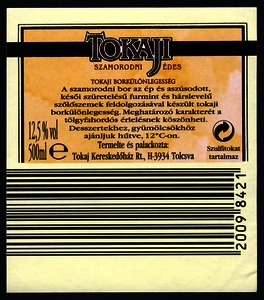 TOKAJI
SZAMORODNI ÉDES
TOKAJI BORKÜLÖNLEGESSÉG
A szamorodni bor az ép és aszúsodott,
késői szüretelésű furmint és hárslevelű
szőlőszemek feldolgozásával készült tokaji
borkülönlegesség. Meghatározó karakterét a
tölgyfahordós érlelésnek köszönheti.
Desszertekhez, gyümölcsökhöz
ajánljuk hűtve, 12°C-on.
Termelte és palackozta:
Tokaj Kereskedőház Rt., H-3934 Tolcsva
12,5 % vol
500ml e
Szulfitokat
tartalmaz
2009 8421